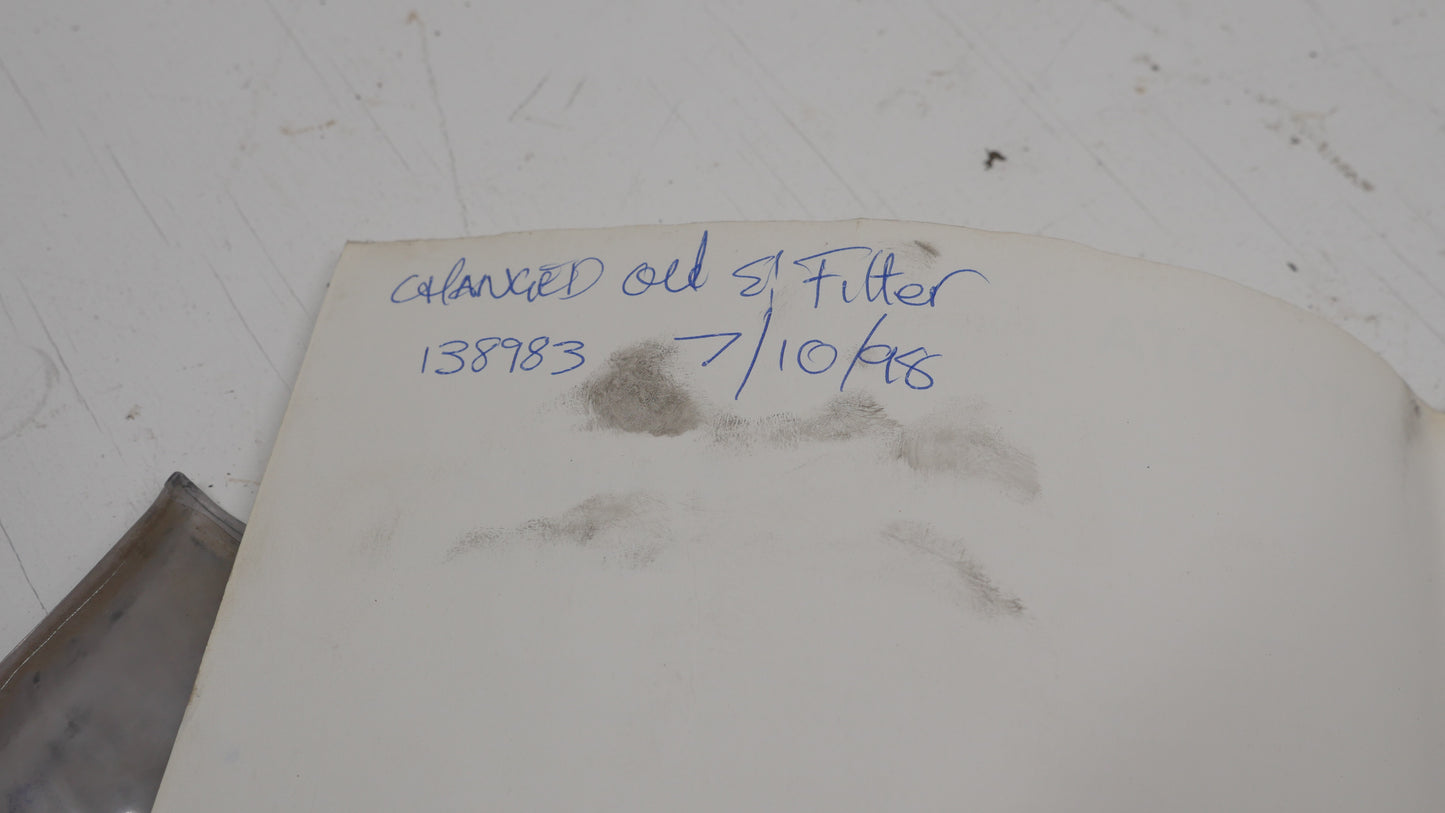 CHANGED Oil & Filter
138983 7/10/98